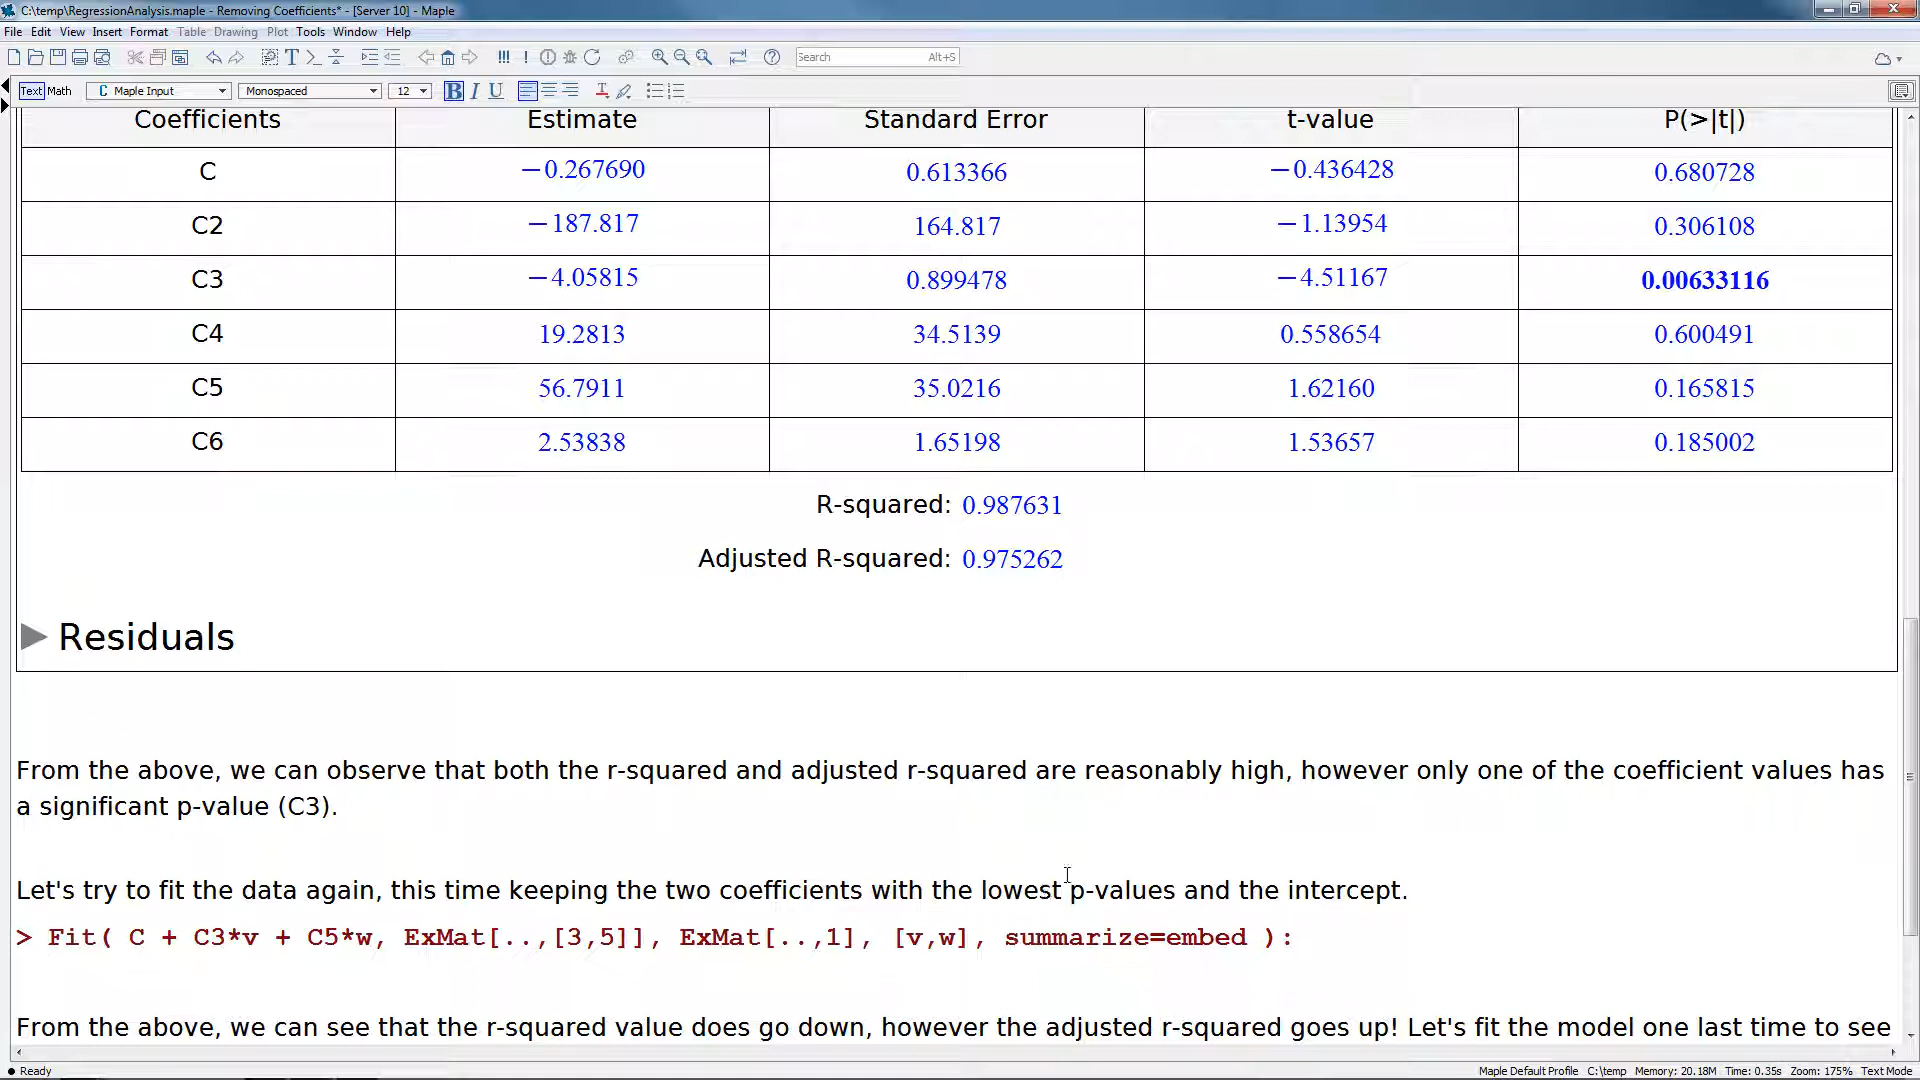 C:\temp\RegressionAnalysis.maple - Removing Coefficients* - [Server 10] - Maple
File Edit View Insert Format Table Drawing Plot Tools Window Help
Search Alt+S
Text Math C Maple Input Monospaced 12 B I U
Coefficients Estimate Standard Error t-value P(>|t|)
C −0.267690 0.613366 −0.436428 0.680728
C2 −187.817 164.817 −1.13954 0.306108
C3 −4.05815 0.899478 −4.51167 0.00633116
C4 19.2813 34.5139 0.558654 0.600491
C5 56.7911 35.0216 1.62160 0.165815
C6 2.53838 1.65198 1.53657 0.185002
R-squared: 0.987631
Adjusted R-squared: 0.975262
Residuals
From the above, we can observe that both the r-squared and adjusted r-squared are reasonably high, however only one of the coefficient values has
a significant p-value (C3).
Let's try to fit the data again, this time keeping the two coefficients with the lowest p-values and the intercept.
> Fit( C + C3*v + C5*w, ExMat[..,[3,5]], ExMat[..,1], [v,w], summarize=embed ):
From the above, we can see that the r-squared value does go down, however the adjusted r-squared goes up! Let's fit the model one last time to see
Ready Maple Default Profile C:\temp Memory: 20.18M Time: 0.35s Zoom: 175% Text Mode